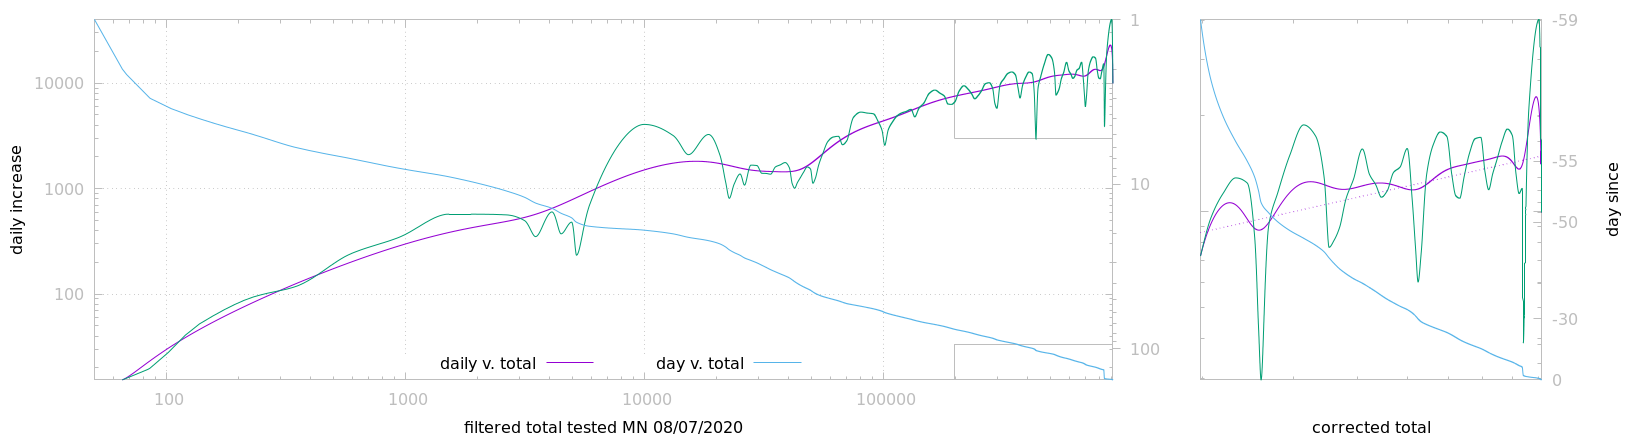 daily increase
10000
1000
100
100
1000
10000
100000
filtered total tested MN 08/07/2020
daily v. total
day v. total
1
10
100
-59
-55
-50
-30
0
day since
corrected total